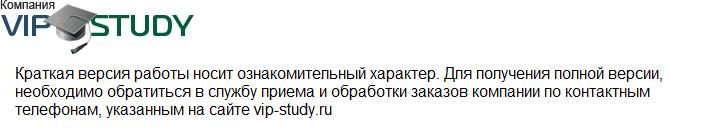 Компания
VIP STUDY
Краткая версия работы носит ознакомительный характер. Для получения полной версии,
необходимо обратиться в службу приема и обработки заказов компании по контактным
телефонам, указанным на сайте vip-study.ru